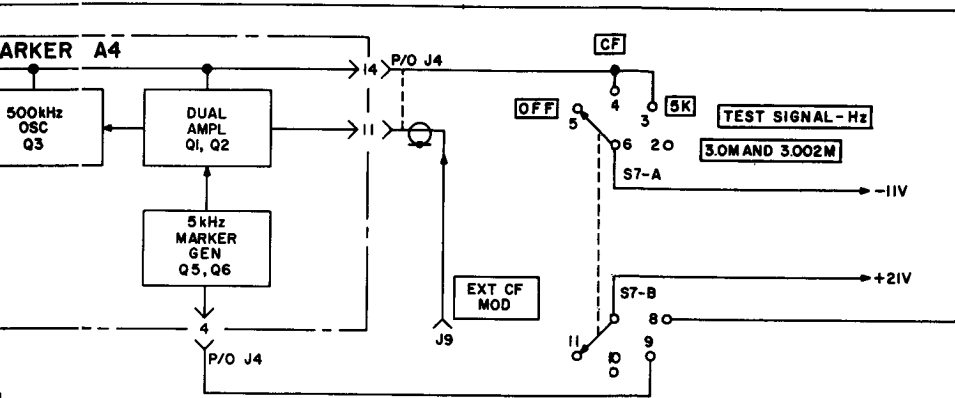 ARKER A4
14 P/O J4
CF
500kHz
OSC
Q3
DUAL
AMPL
Q1, Q2
11
OFF
5
4
3
5K
TEST SIGNAL-Hz
6
2
3.0M AND 3.002M
S7-A
-11V
5kHz
MARKER
GEN
Q5, Q6
EXT CF
MOD
J9
+21V
S7-B
8
11
10
9
4
P/O J4